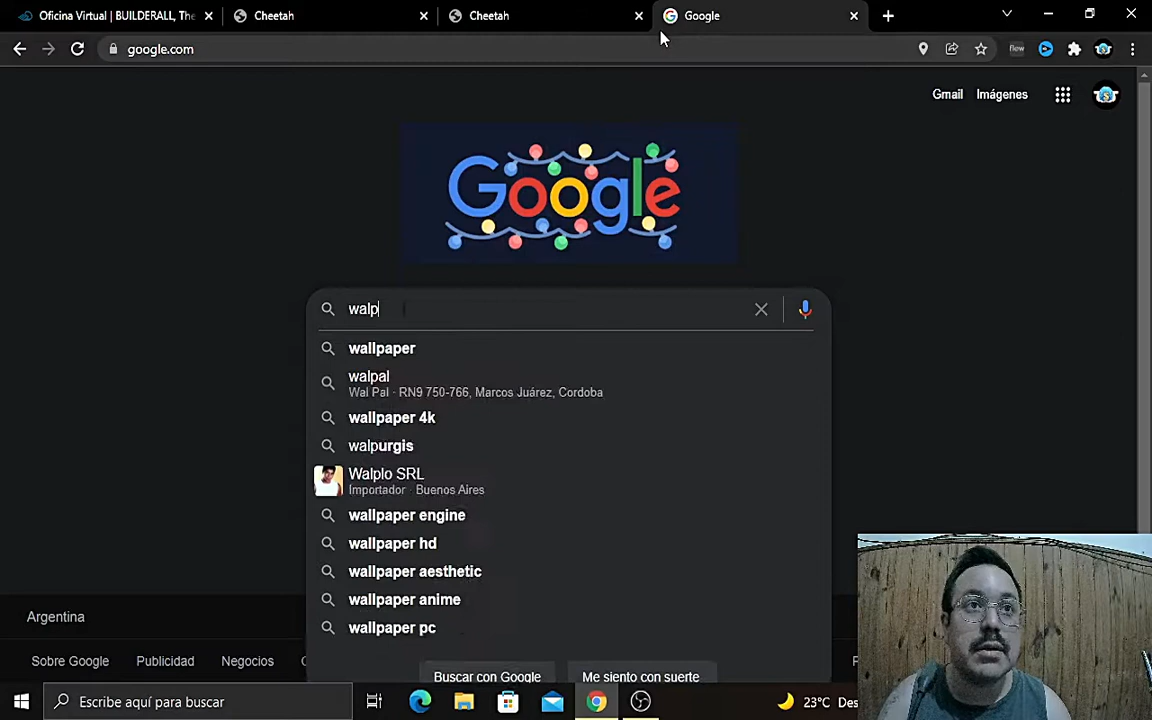 Oficina Virtual | BUILDERALL, The
Cheetah
Cheetah
Google
google.com
flow
Gmail
Imágenes
Google
walp
wallpaper
walpal
Wal Pal · RN9 750-766, Marcos Juárez, Cordoba
wallpaper 4k
walpurgis
Walplo SRL
Importador · Buenos Aires
wallpaper engine
wallpaper hd
wallpaper aesthetic
wallpaper anime
wallpaper pc
Argentina
Buscar con Google
Me siento con suerte
Sobre Google
Publicidad
Negocios
Escribe aquí para buscar
23°C Des